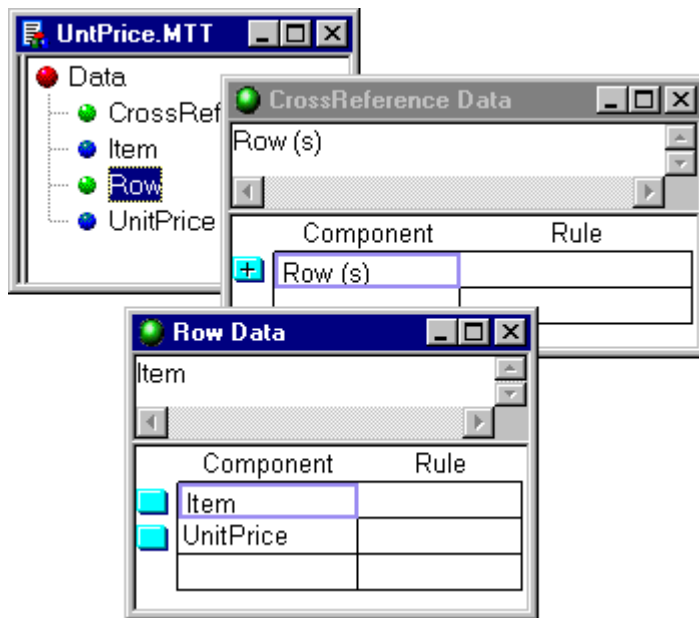 UntPrice.MTT
Data
CrossRef
Item
Row
UnitPrice
CrossReference Data
Row (s)
Component Rule
Row (s)
Row Data
Item
Component Rule
Item
UnitPrice